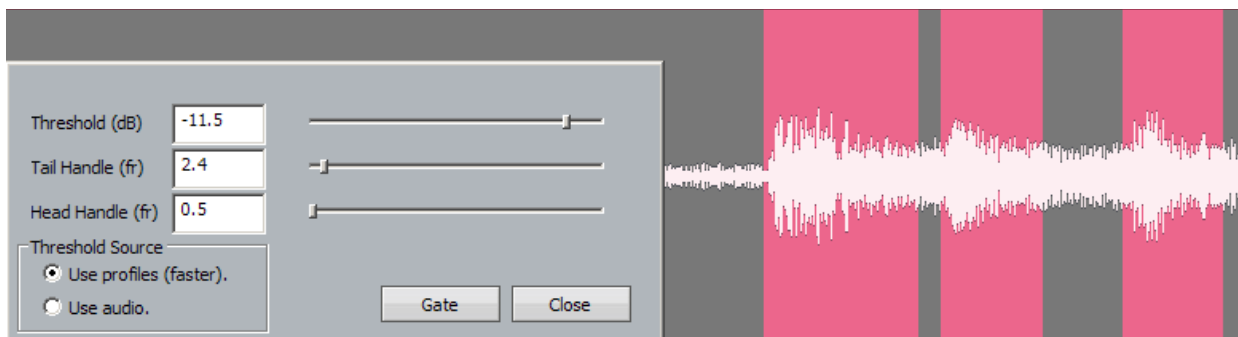 Threshold (dB) -11.5
Tail Handle (fr) 2.4
Head Handle (fr) 0.5
Threshold Source
Use profiles (faster).
Use audio.
Gate Close